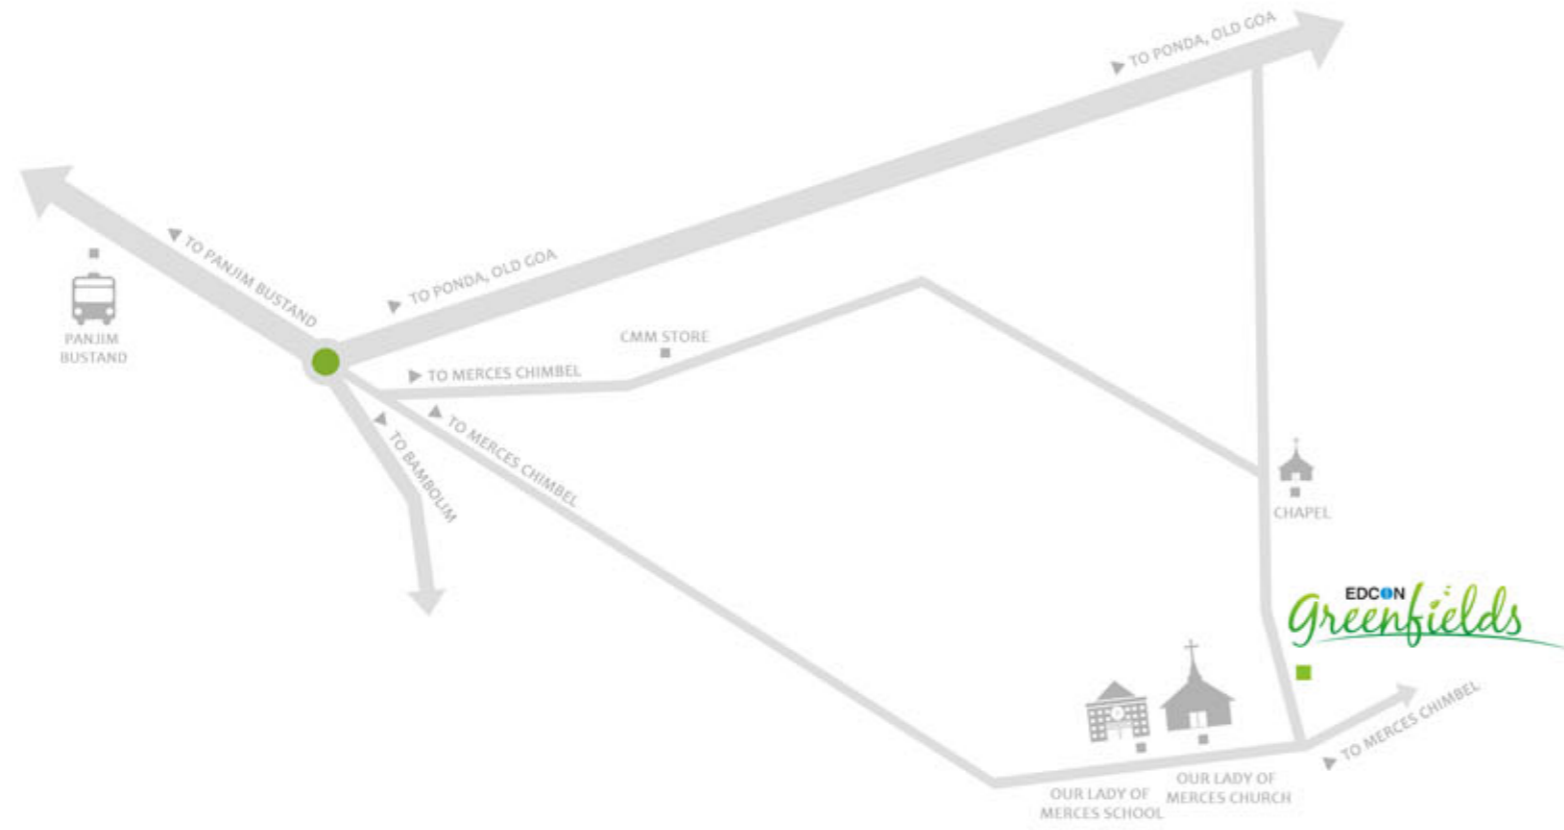 TO PONDA, OLD GOA
TO PANJIM BUSTAND
TO PONDA, OLD GOA
PANJIM
BUSTAND
CMM STORE
TO MERCES CHIMBEL
TO MERCES CHIMBEL
TO BAMBOLIM
CHAPEL
EDCON
Greenfields
TO MERCES CHIMBEL
OUR LADY OF
MERCES SCHOOL
OUR LADY OF
MERCES CHURCH